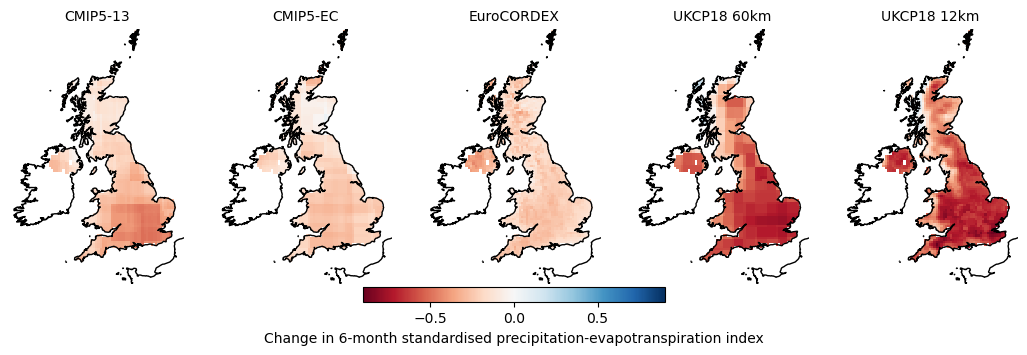 CMIP5-13 CMIP5-EC EuroCORDEX UKCP18 60km UKCP18 12km
−0.5 0.0 0.5
Change in 6-month standardised precipitation-evapotranspiration index